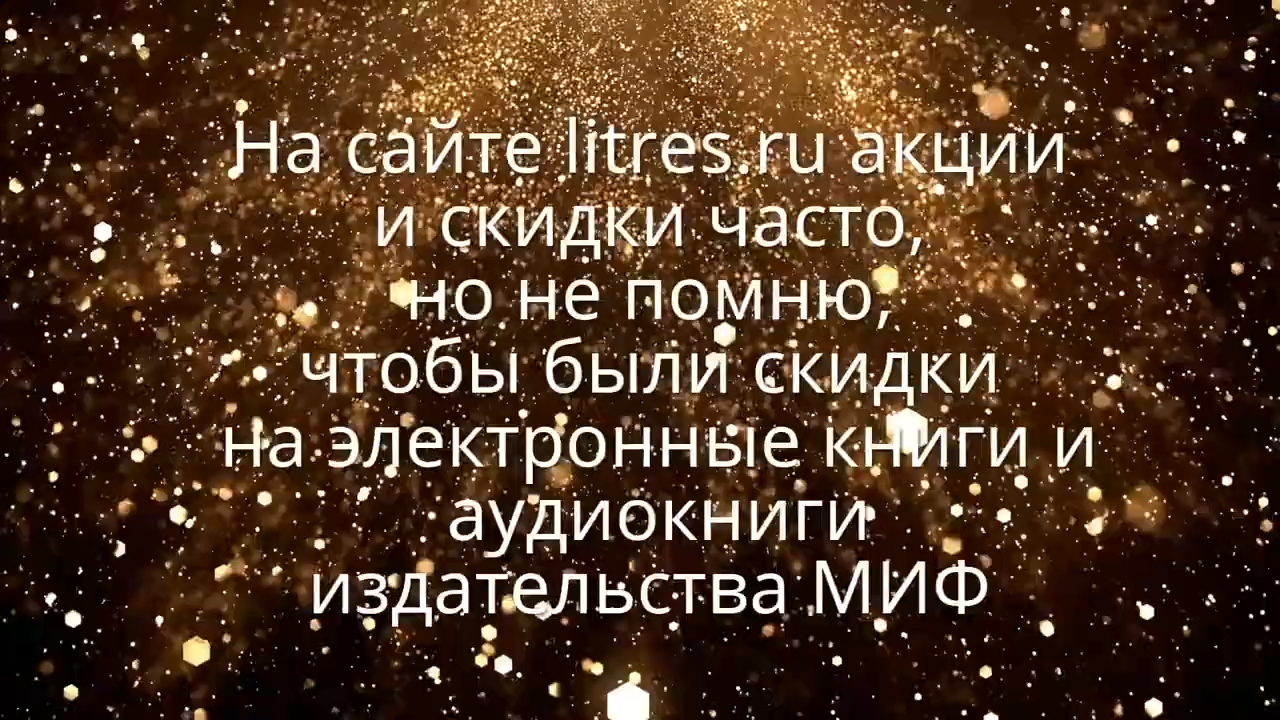 На сайте litres.ru акции
и скидки часто,
но не помню,
чтобы были скидки
на электронные книги и
аудиокниги
издательства МИФ